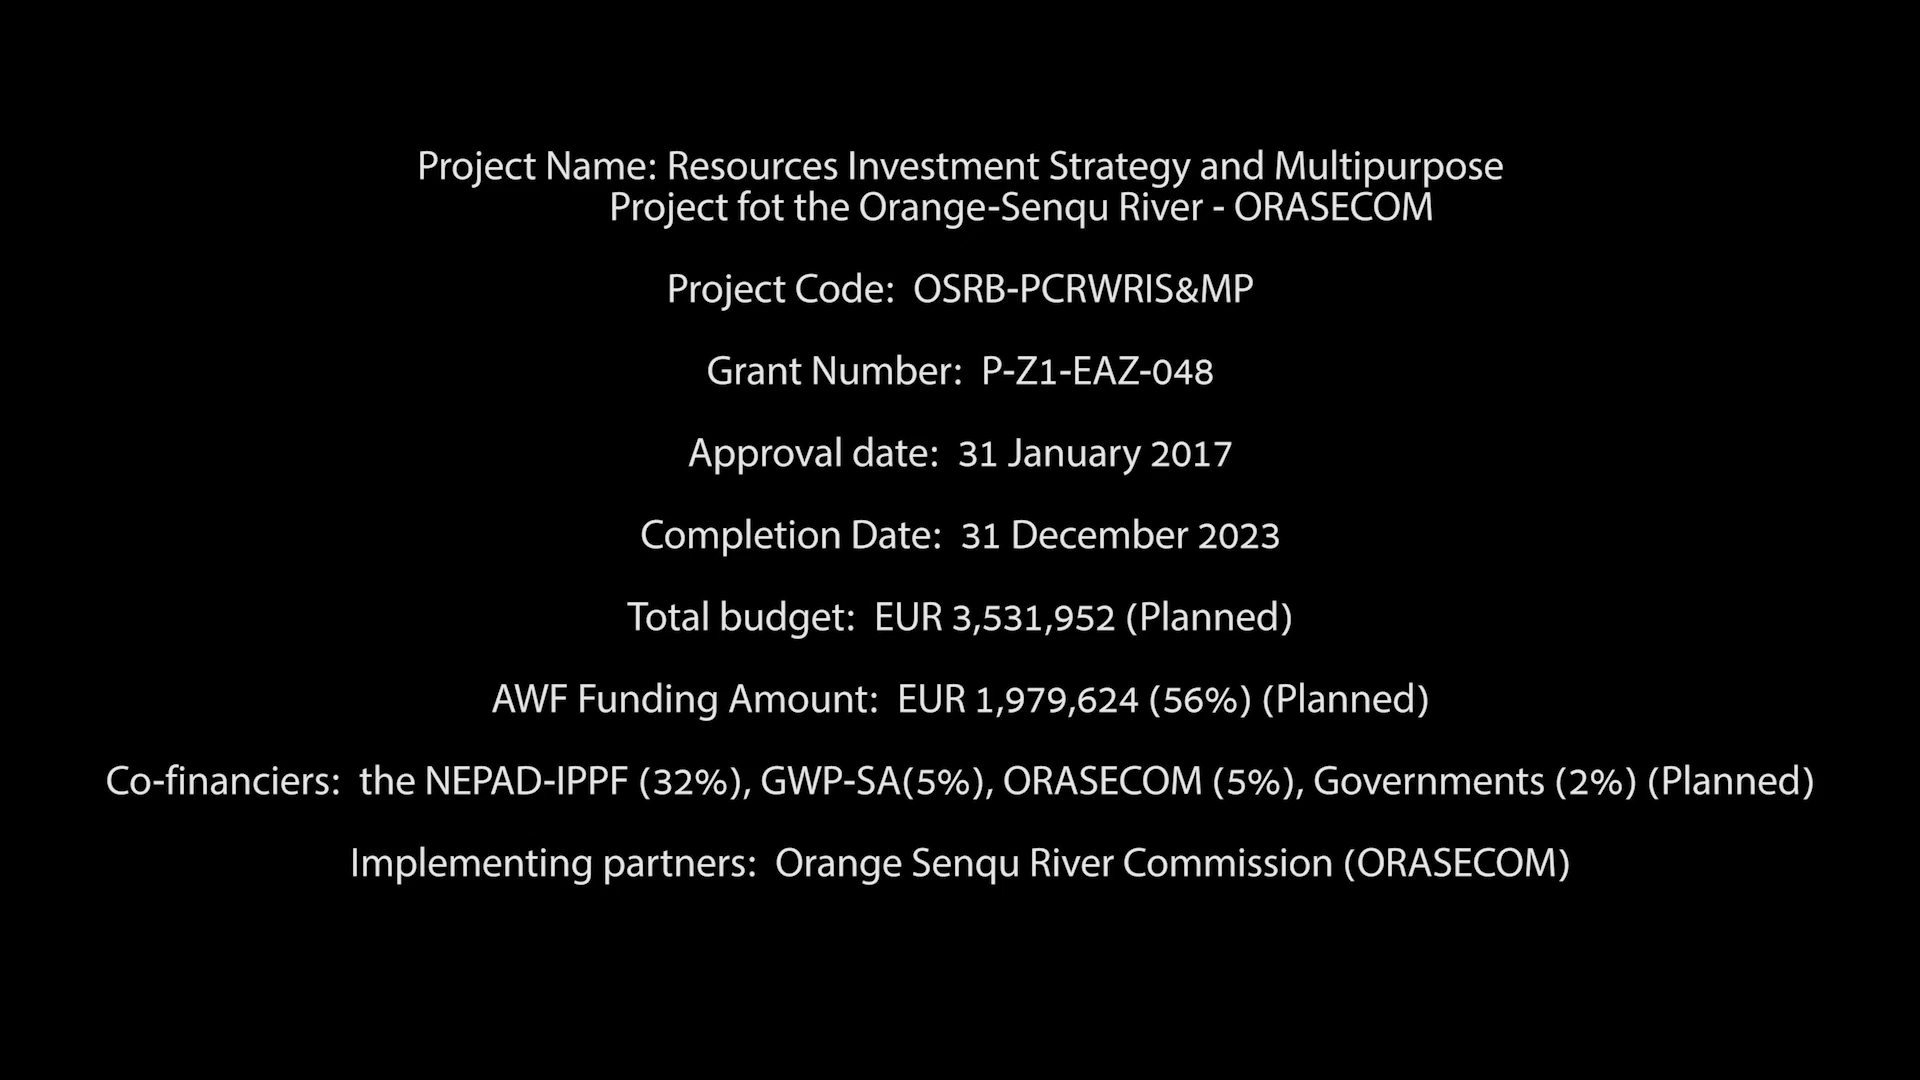 Project Name: Resources Investment Strategy and Multipurpose
Project fot the Orange-Senqu River - ORASECOM
Project Code: OSRB-PCRWRIS&MP
Grant Number: P-Z1-EAZ-048
Approval date: 31 January 2017
Completion Date: 31 December 2023
Total budget: EUR 3,531,952 (Planned)
AWF Funding Amount: EUR 1,979,624 (56%) (Planned)
Co-financiers: the NEPAD-IPPF (32%), GWP-SA(5%), ORASECOM (5%), Governments (2%) (Planned)
Implementing partners: Orange Senqu River Commission (ORASECOM)